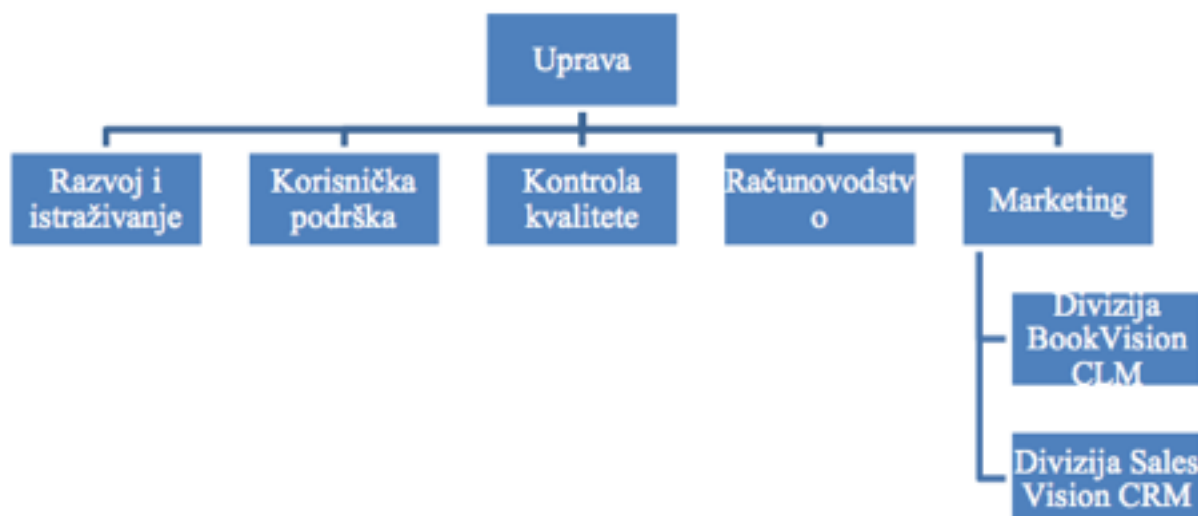 Uprava
Razvoj i
istraživanje
Korisnička
podrška
Kontrola
kvalitete
Računovodstv
o
Marketing
Divizija
BookVision
CLM
Divizija Sales
Vision CRM